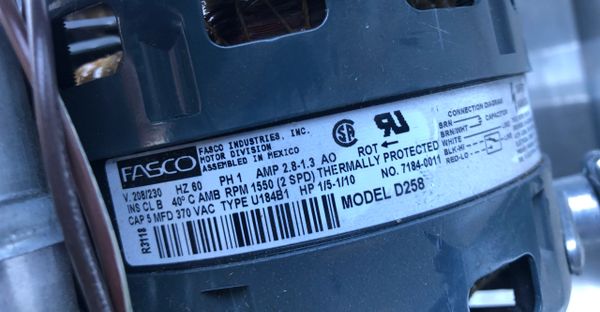 FASCO
FASCO INDUSTRIES, INC.
MOTOR DIVISION
ASSEMBLED IN MEXICO
V. 208/230 HZ 60 PH 1 AMP 2.8-1.3 AO ROT
INS CL B 40° C AMB RPM 1550 (2 SPD) THERMALLY PROTECTED
CAP 5 MFD 370 VAC TYPE U184B1 HP 1/5-1/10 NO. 7184-0011
MODEL D258
R3118
CONNECTION DIAGRAM
BRN CAPACITOR
BRN/WHT
WHITE LINE
BLK-HI
RED-LO